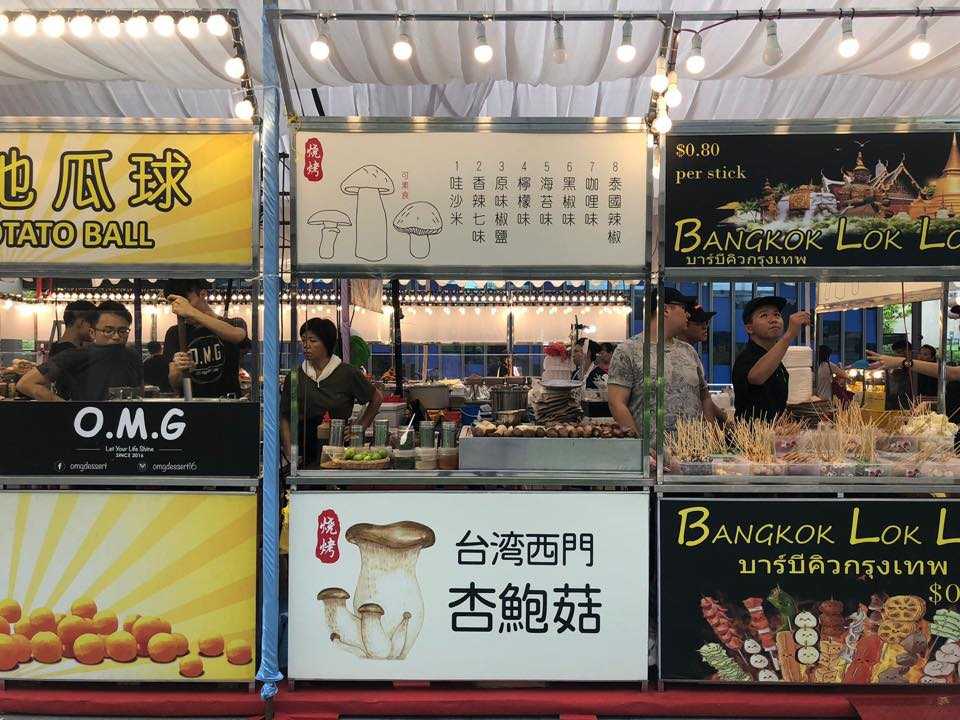 地瓜球
OTATO BALL
O.M.G
Let Your Life Shine
SINCE 2016
omgdessert
omgdessert16
O.M.G
燒烤
可素食
1 哇沙米
2 香辣七味
3 原味椒鹽
4 檸檬味
5 海苔味
6 黑椒味
7 咖哩味
8 泰國辣椒
燒烤
台湾西門
杏鮑菇
$0.80
per stick
BANGKOK LOK LO
บาร์บีคิวกรุงเทพ
BANGKOK LOK L
บาร์บีคิวกรุงเทพ
$0